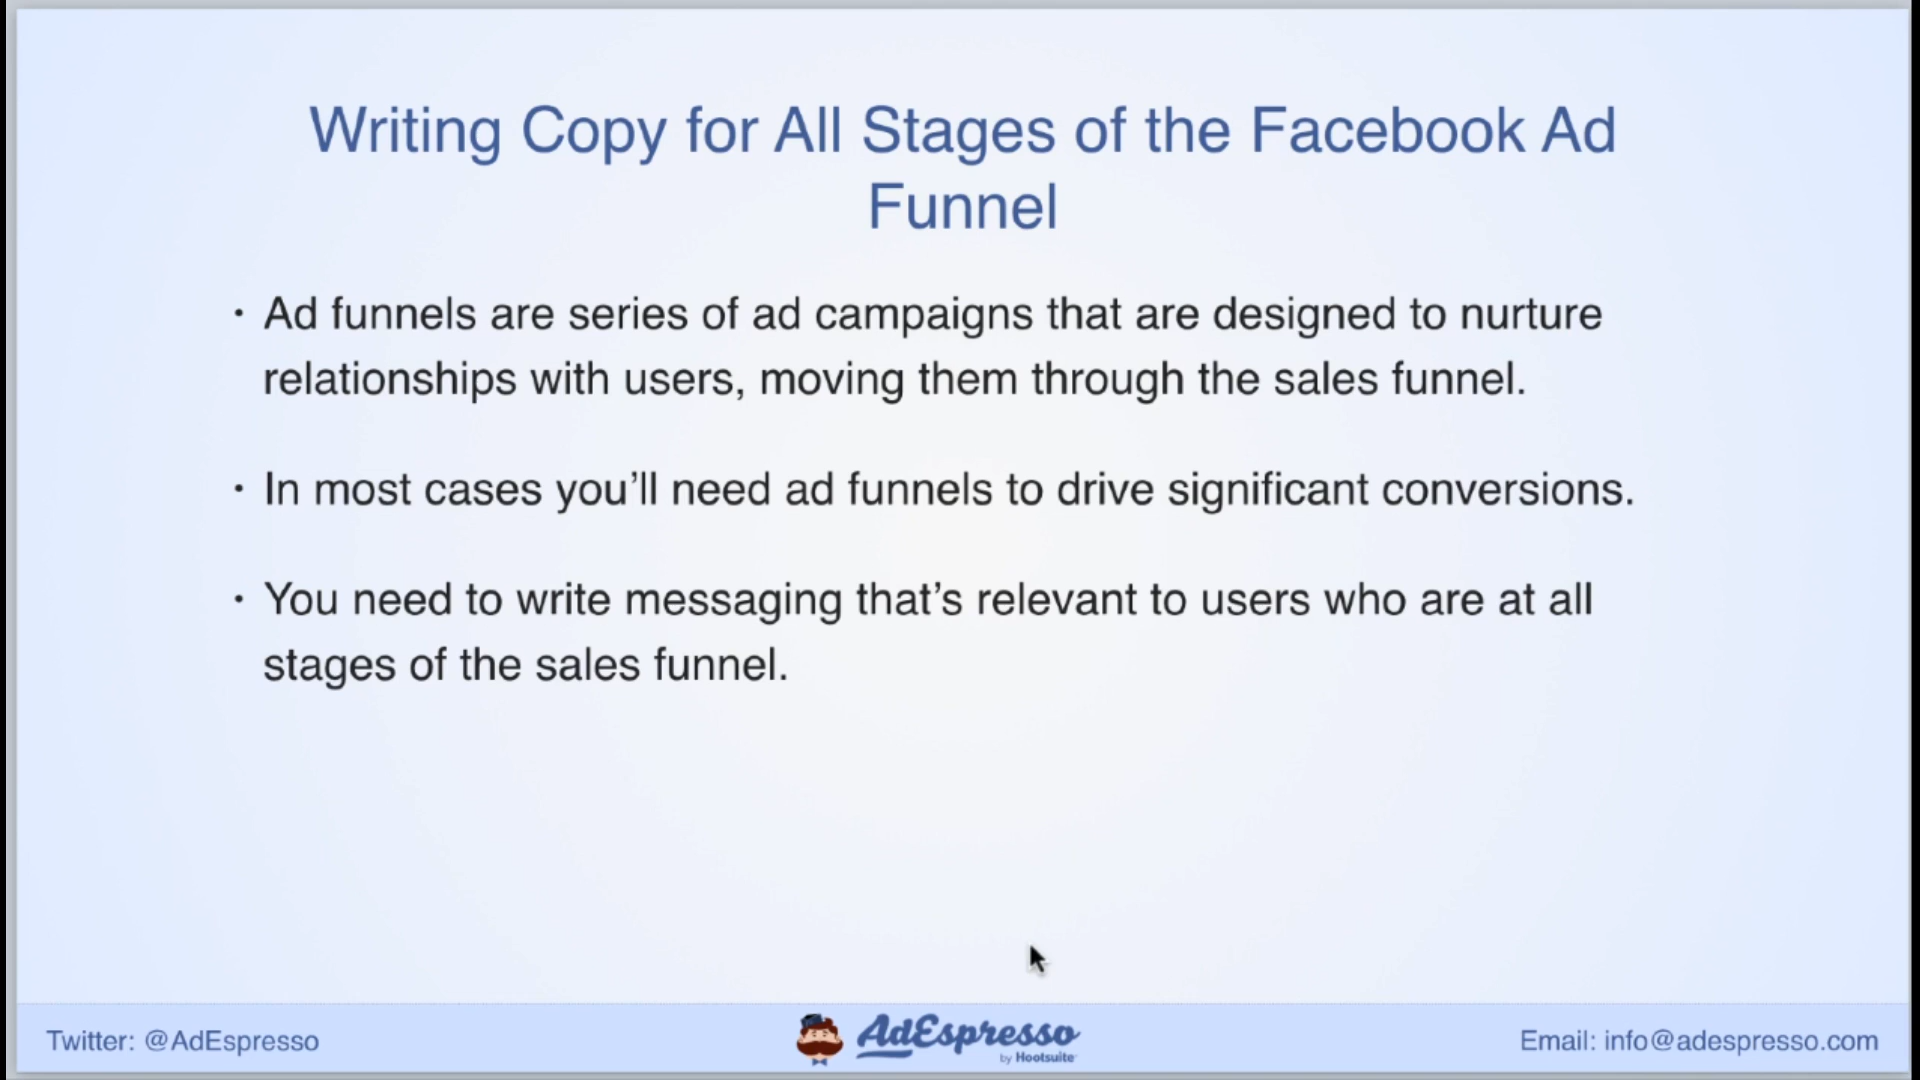 Writing Copy for All Stages of the Facebook Ad
Funnel
• Ad funnels are series of ad campaigns that are designed to nurture
relationships with users, moving them through the sales funnel.
• In most cases you’ll need ad funnels to drive significant conversions.
• You need to write messaging that’s relevant to users who are at all
stages of the sales funnel.
Twitter: @AdEspresso
AdEspresso
by Hootsuite
Email: info@adespresso.com